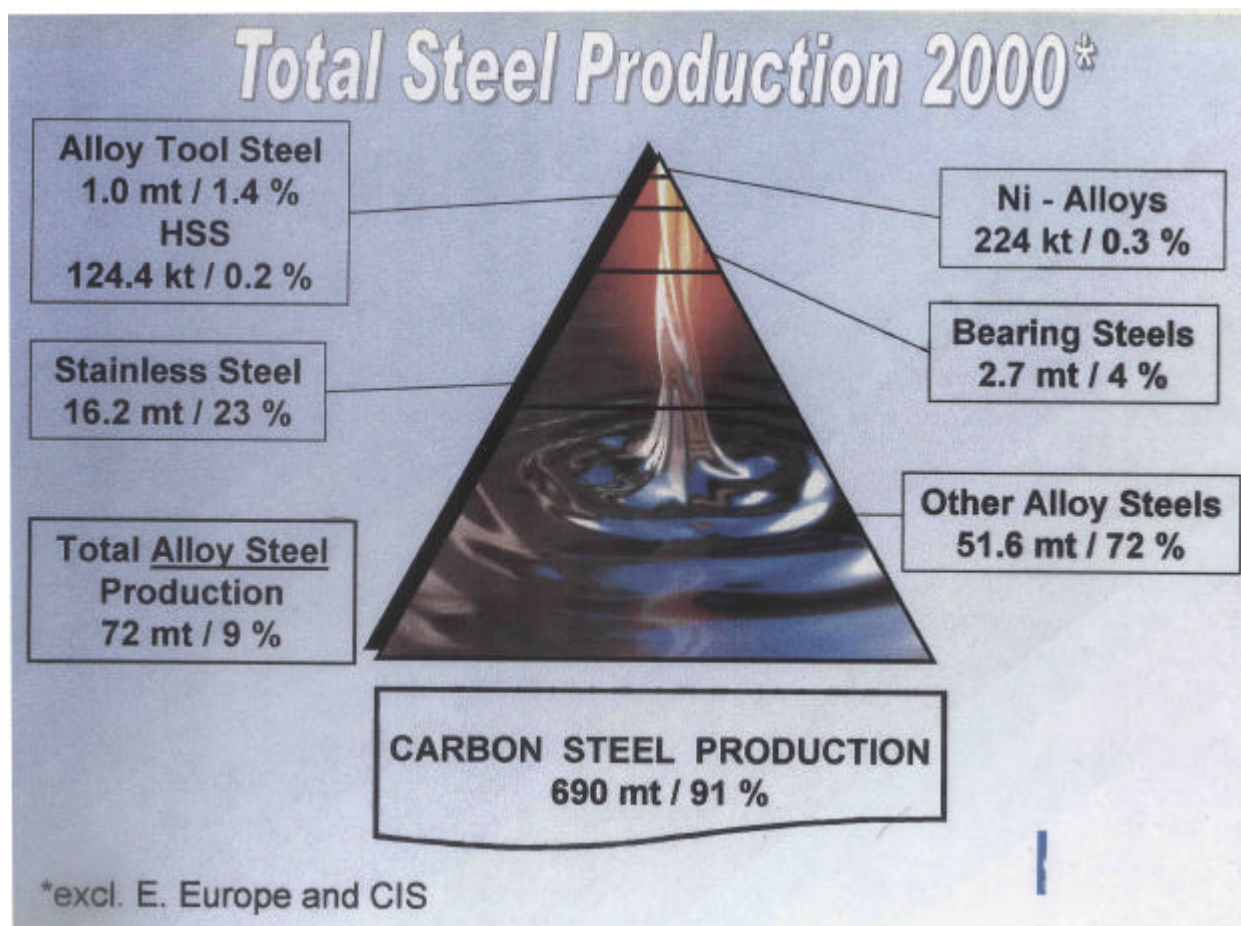 Total Steel Production 2000*
Alloy Tool Steel
1.0 mt / 1.4 %
HSS
124.4 kt / 0.2 %
Ni - Alloys
224 kt / 0.3 %
Bearing Steels
2.7 mt / 4 %
Stainless Steel
16.2 mt / 23 %
Other Alloy Steels
51.6 mt / 72 %
Total Alloy Steel
Production
72 mt / 9 %
CARBON STEEL PRODUCTION
690 mt / 91 %
*excl. E. Europe and CIS